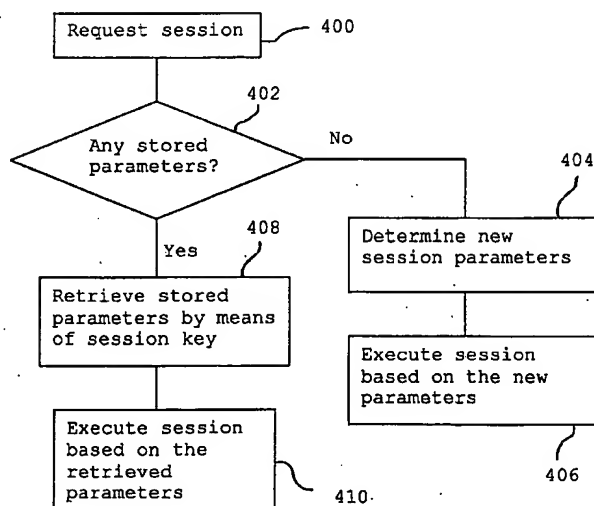 Request session
400
402
Any stored
parameters?
No
Yes
404
Determine new
session parameters
408
Retrieve stored
parameters by means
of session key
Execute session
based on the new
parameters
406
Execute session
based on the
retrieved
parameters
410